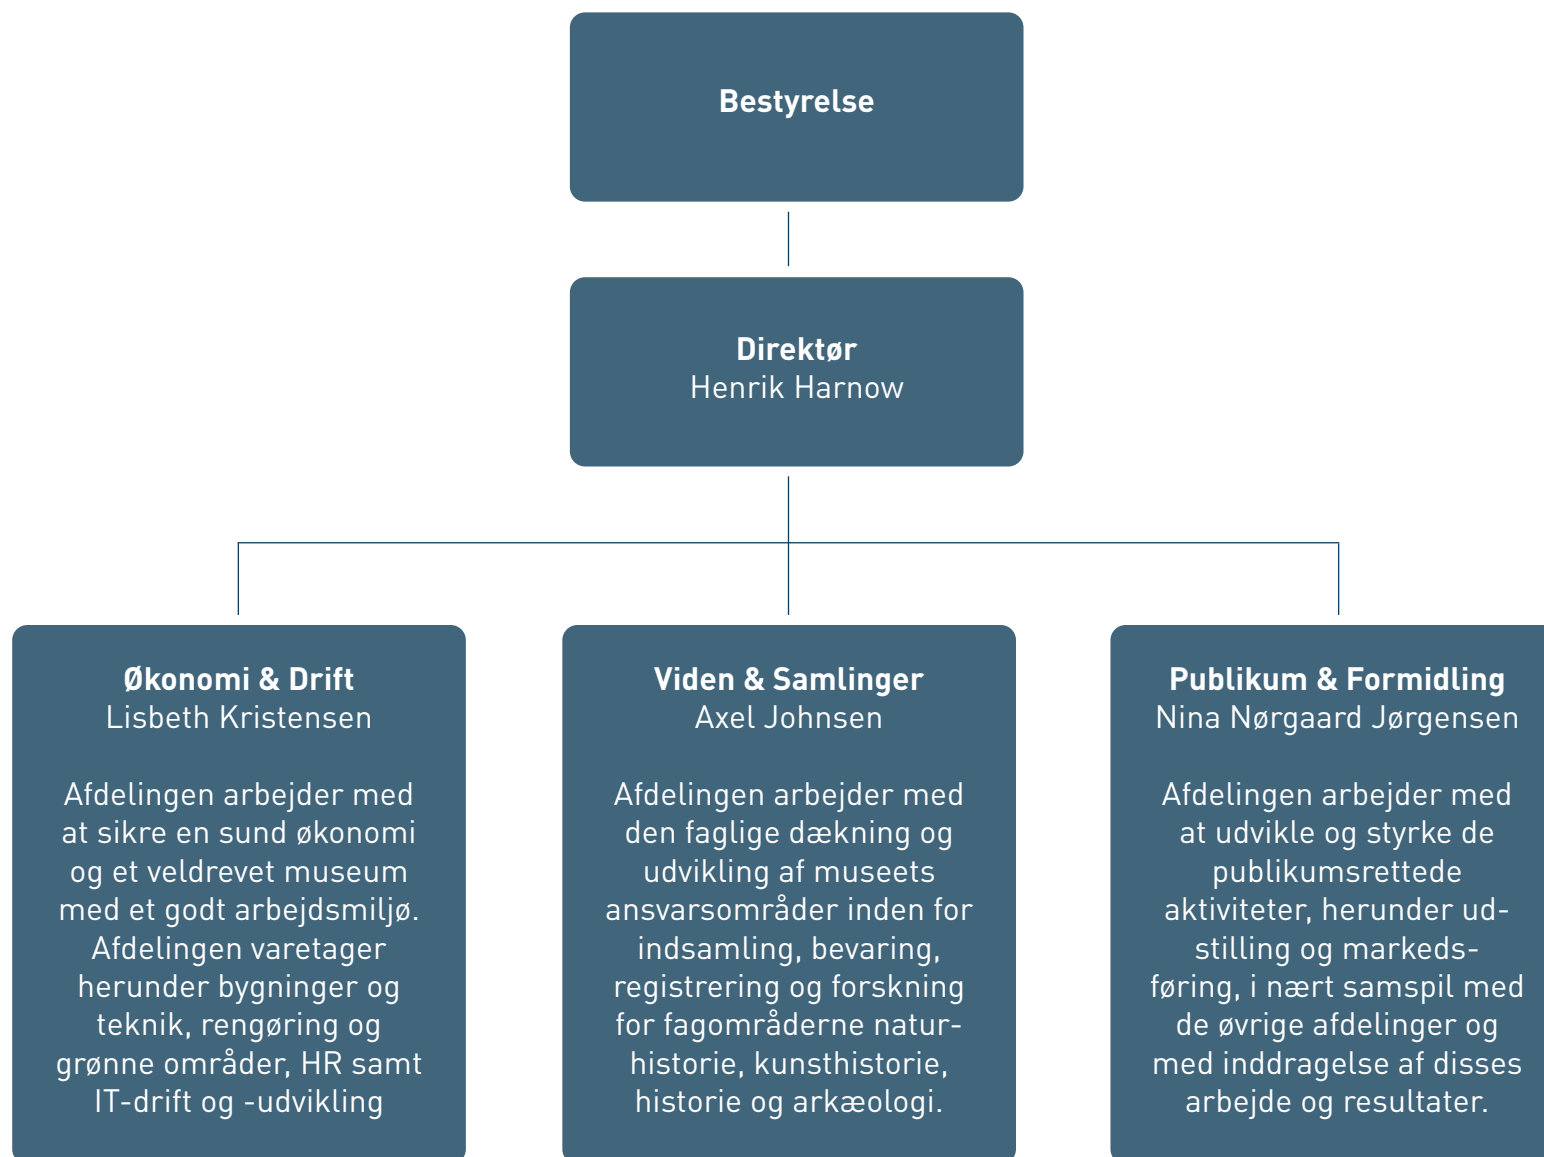 Bestyrelse
Direktør
Henrik Harnow
Økonomi & Drift
Lisbeth Kristensen
Afdelingen arbejder med
at sikre en sund økonomi
og et veldrevet museum
med et godt arbejdsmiljø.
Afdelingen varetager
herunder bygninger og
teknik, rengøring og
grønne områder, HR samt
IT-drift og -udvikling
Viden & Samlinger
Axel Johnsen
Afdelingen arbejder med
den faglige dækning og
udvikling af museets
ansvarsområder inden for
indsamling, bevaring,
registrering og forskning
for fagområderne natur-
historie, kunsthistorie,
historie og arkæologi.
Publikum & Formidling
Nina Nørgaard Jørgensen
Afdelingen arbejder med
at udvikle og styrke de
publikumsrettede
aktiviteter, herunder ud-
stilling og markeds-
føring, i nært samspil med
de øvrige afdelinger og
med inddragelse af disses
arbejde og resultater.